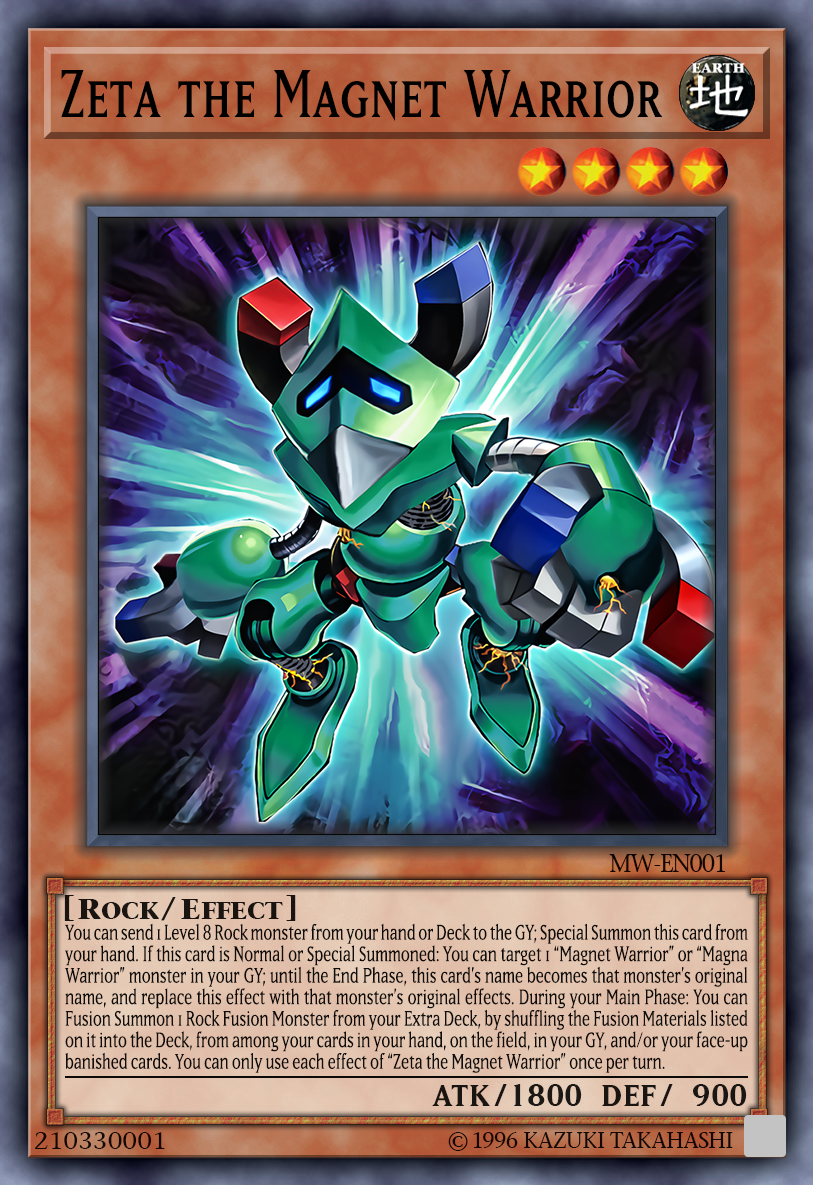 Zeta the Magnet Warrior
EARTH
地
MW-EN001
[Rock/Effect]
You can send 1 Level 8 Rock monster from your hand or Deck to the GY; Special Summon this card from
your hand. If this card is Normal or Special Summoned: You can target 1 “Magnet Warrior” or “Magna
Warrior” monster in your GY; until the End Phase, this card's name becomes that monster's original
name, and replace this effect with that monster's original effects. During your Main Phase: You can
Fusion Summon 1 Rock Fusion Monster from your Extra Deck, by shuffling the Fusion Materials listed
on it into the Deck, from among your cards in your hand, on the field, in your GY, and/or your face-up
banished cards. You can only use each effect of “Zeta the Magnet Warrior” once per turn.
ATK/1800 DEF/ 900
210330001
© 1996 KAZUKI TAKAHASHI